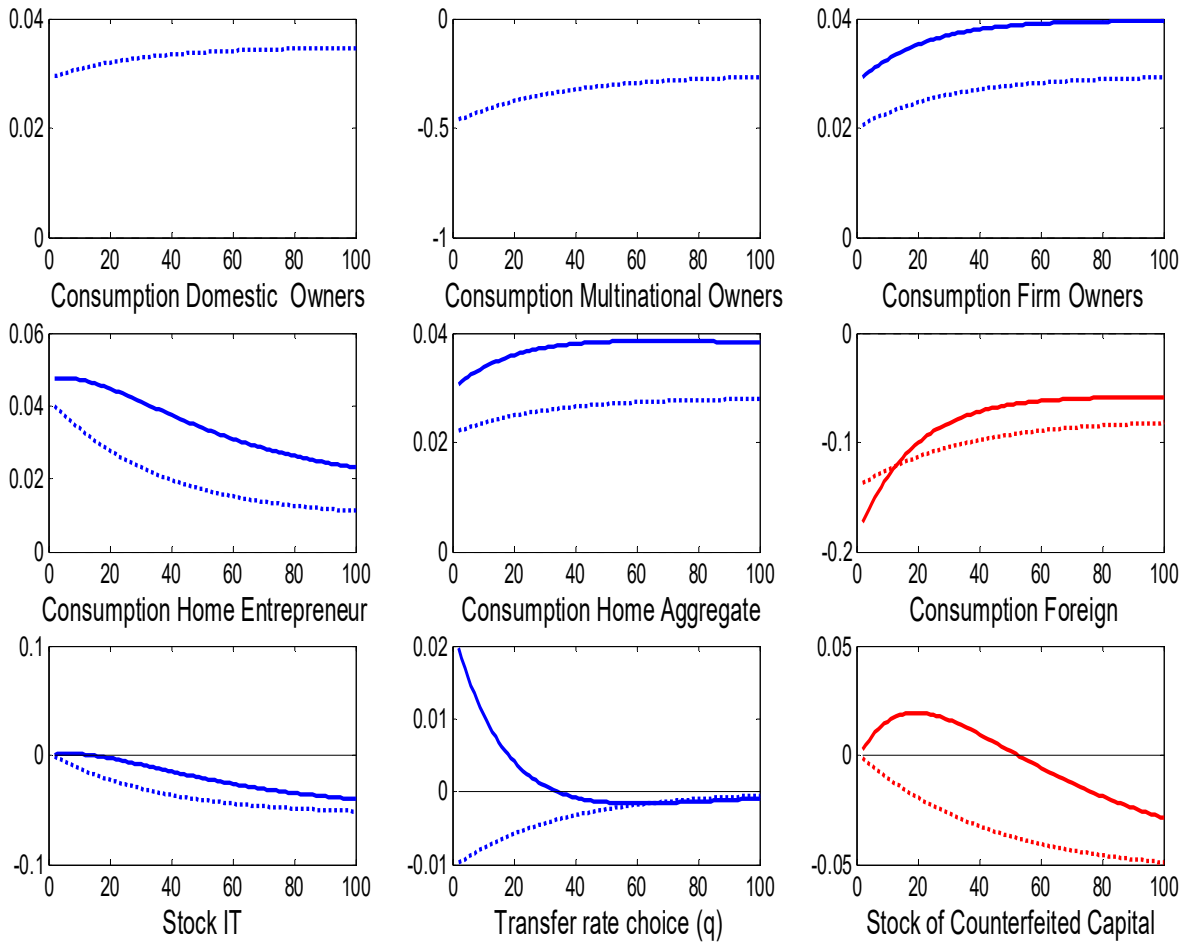 0.04
0.02
0
0 20 40 60 80 100
Consumption Domestic Owners
0
-0.5
-1
0 20 40 60 80 100
Consumption Multinational Owners
0.04
0.02
0
0 20 40 60 80 100
Consumption Firm Owners
0.06
0.04
0.02
0
0 20 40 60 80 100
Consumption Home Entrepreneur
0.04
0.02
0
0 20 40 60 80 100
Consumption Home Aggregate
0
-0.1
-0.2
0 20 40 60 80 100
Consumption Foreign
0.1
0
-0.1
0 20 40 60 80 100
Stock IT
0.02
0.01
0
-0.01
0 20 40 60 80 100
Transfer rate choice (q)
0.05
0
-0.05
0 20 40 60 80 100
Stock of Counterfeited Capital